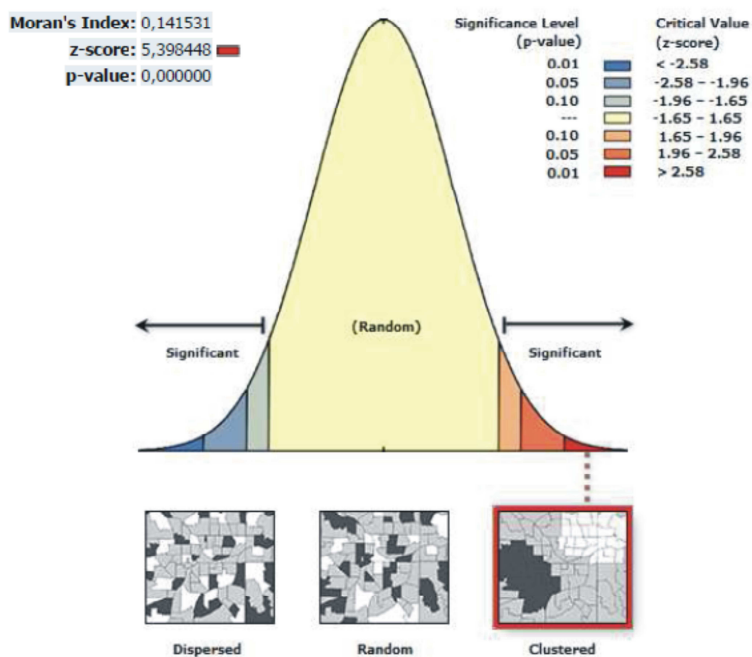 Moran's Index: 0,141531
z-score: 5,398448
p-value: 0,000000
Significance Level (p-value)
Critical Value (z-score)
0.01 < -2.58
0.05 -2.58 – -1.96
0.10 -1.96 – -1.65
--- -1.65 – 1.65
0.10 1.65 – 1.96
0.05 1.96 – 2.58
0.01 > 2.58
(Random)
Significant
Significant
Dispersed
Random
Clustered